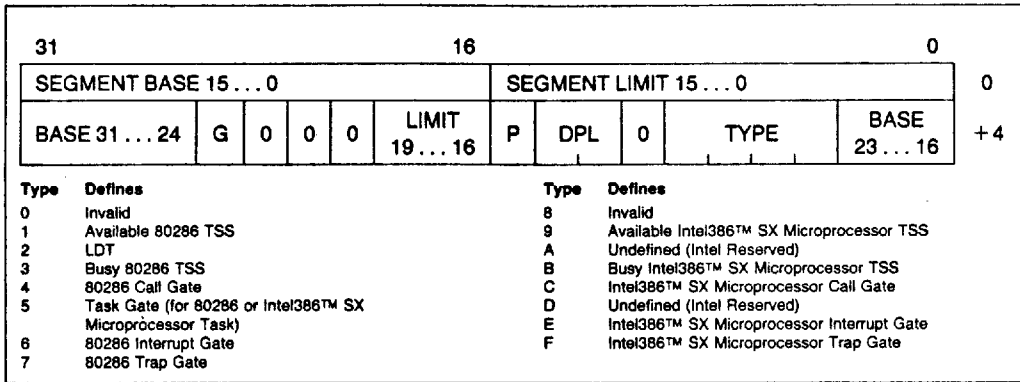 31 16 0
SEGMENT BASE 15...0 SEGMENT LIMIT 15...0 0
BASE 31...24 G 0 0 0 LIMIT 19...16 P DPL 0 TYPE BASE 23...16 +4
Type Defines
0 Invalid
1 Available 80286 TSS
2 LDT
3 Busy 80286 TSS
4 80286 Call Gate
5 Task Gate (for 80286 or Intel386™ SX
Microprocessor Task)
6 80286 Interrupt Gate
7 80286 Trap Gate
Type Defines
8 Invalid
9 Available Intel386™ SX Microprocessor TSS
A Undefined (Intel Reserved)
B Busy Intel386™ SX Microprocessor TSS
C Intel386™ SX Microprocessor Call Gate
D Undefined (Intel Reserved)
E Intel386™ SX Microprocessor Interrupt Gate
F Intel386™ SX Microprocessor Trap Gate